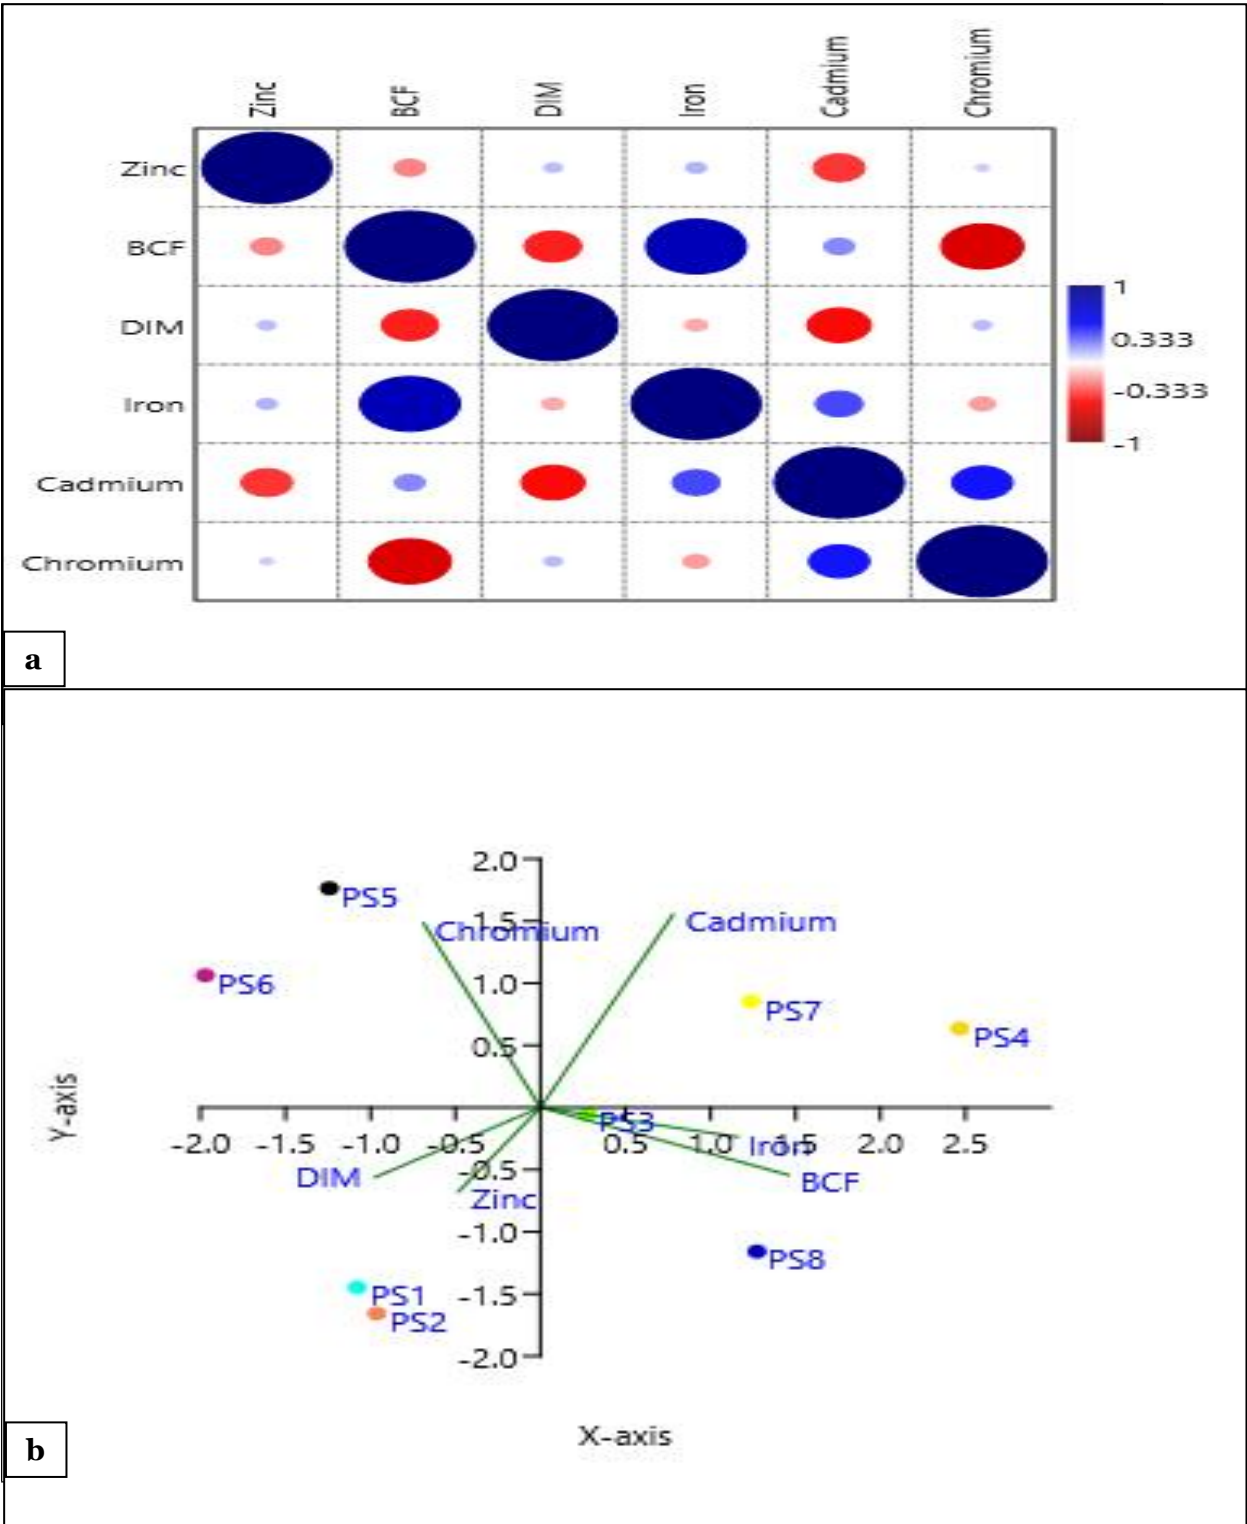 Zinc BCF DIM Iron Cadmium Chromium
Zinc
BCF
DIM
Iron
Cadmium
Chromium
1
0.333
-0.333
-1
a
2.0
PS5
1.5
Chromium
Cadmium
PS6
1.0
PS7
PS4
0.5
Y-axis
PS3
-2.0 -1.5 -1.0 -0.5 0.5 1.0 1.5 2.0 2.5
Iron
DIM
-0.5
BCF
Zinc
-1.0
PS8
PS1
-1.5
PS2
-2.0
X-axis
b